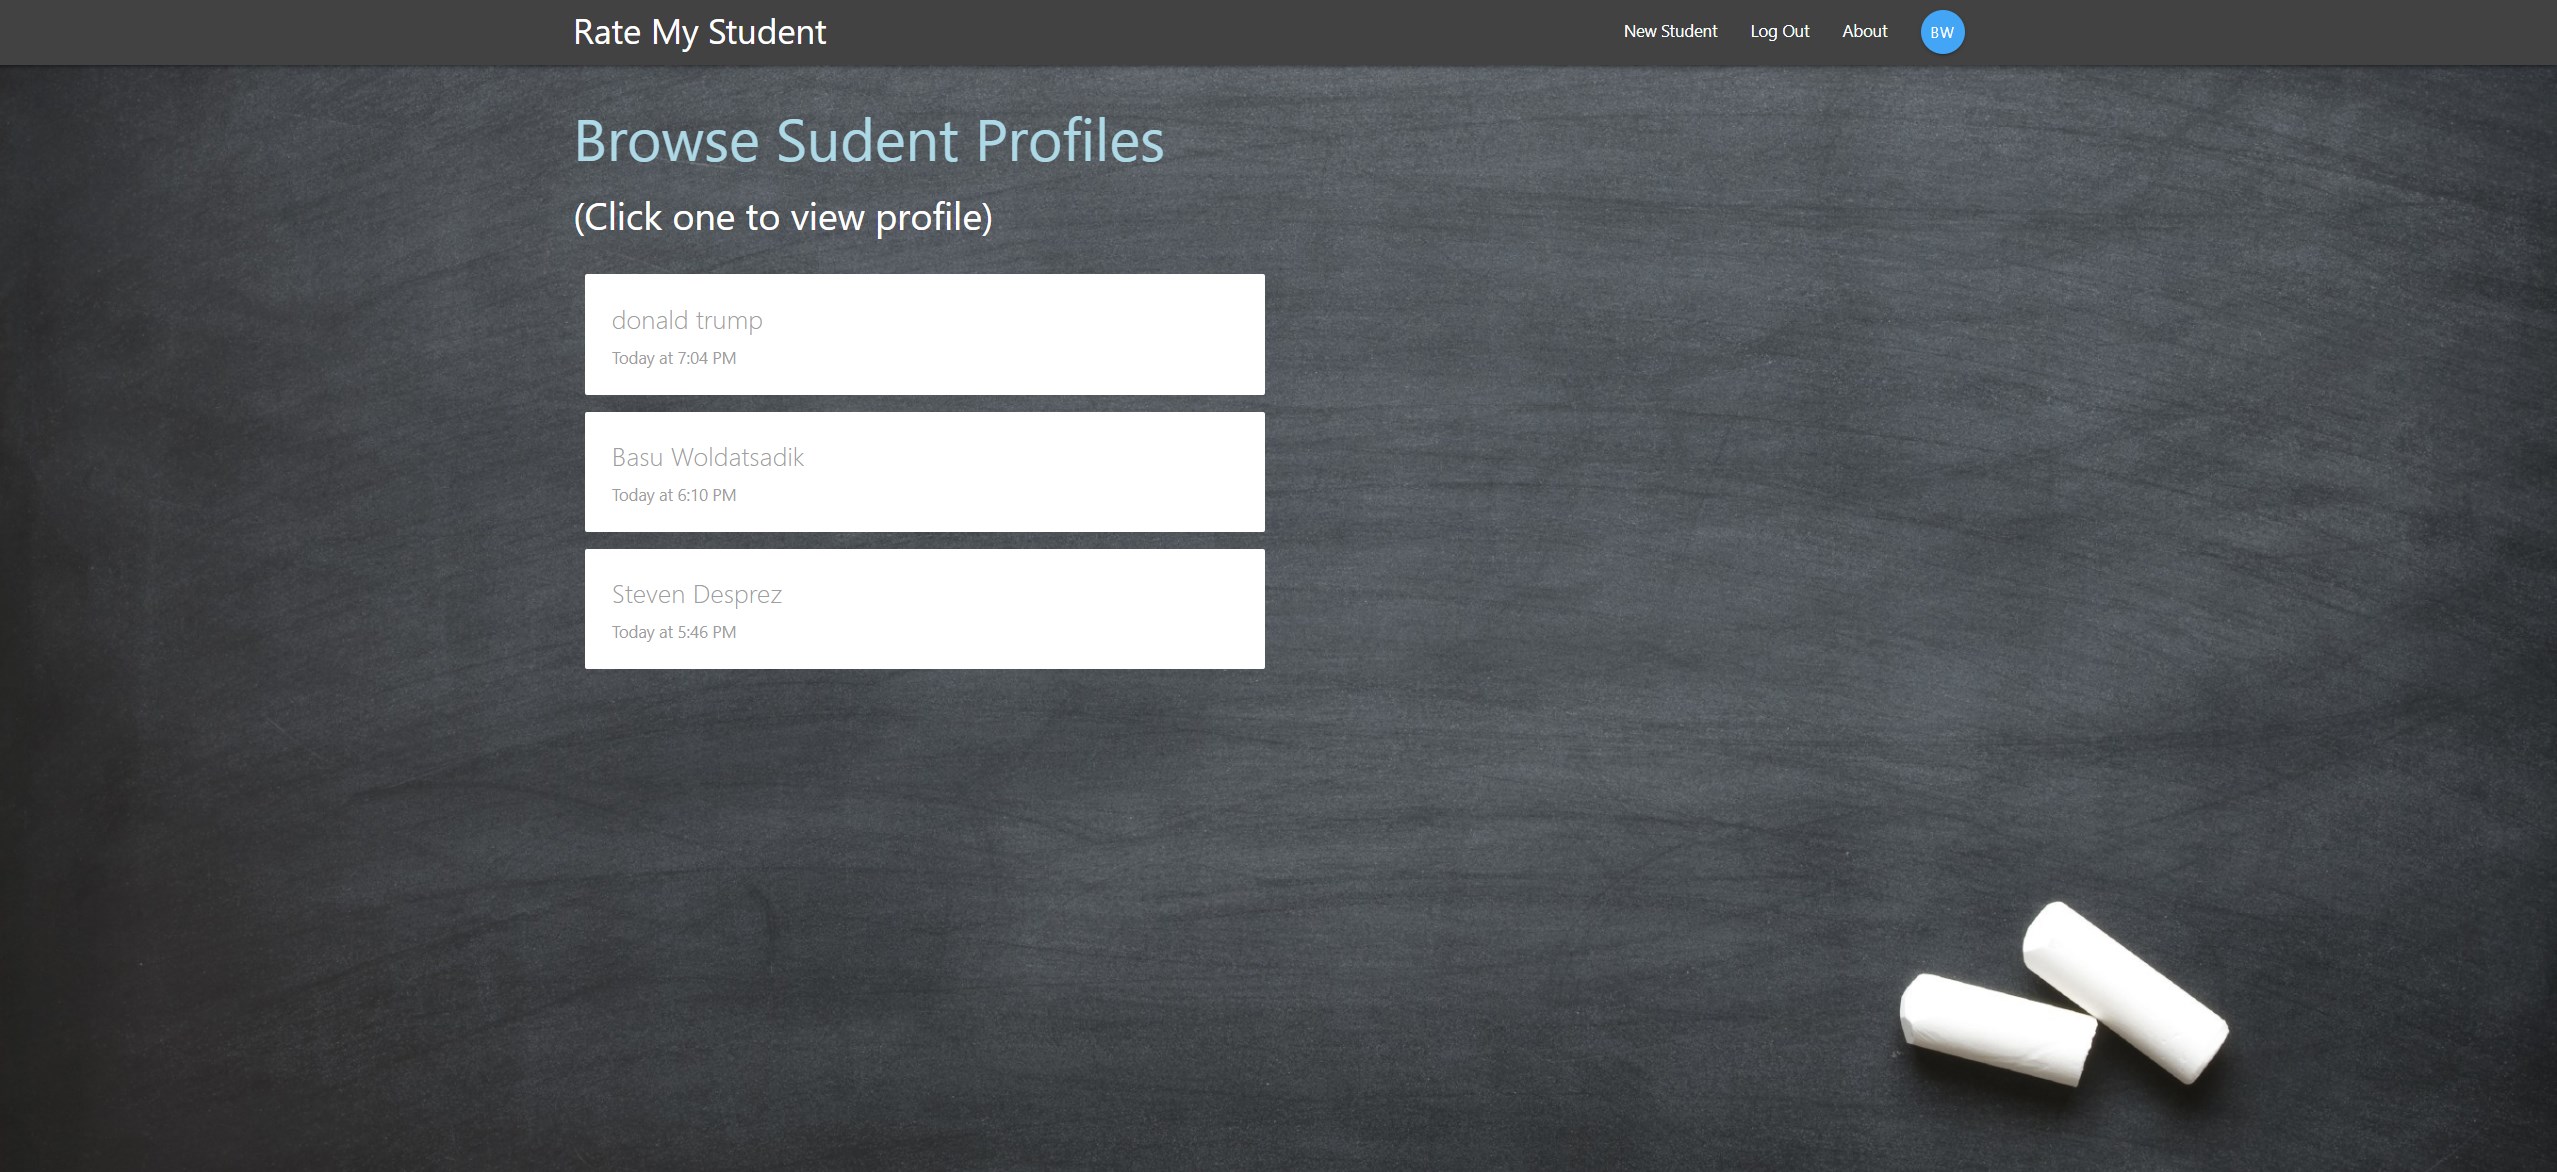 Rate My Student
New Student
Log Out
About
BW
Browse Sudent Profiles
(Click one to view profile)
donald trump
Today at 7:04 PM
Basu Woldatsadik
Today at 6:10 PM
Steven Desprez
Today at 5:46 PM